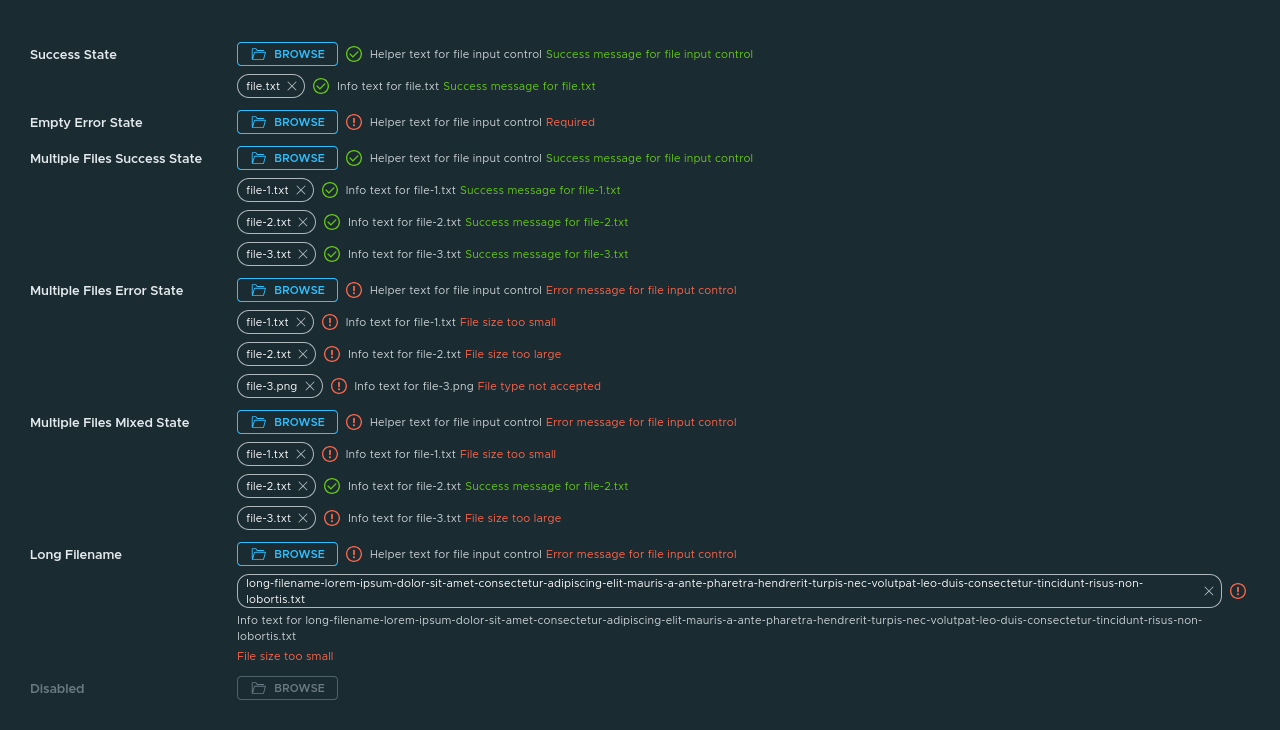 Success State BROWSE Helper text for file input control Success message for file input control
file.txt Info text for file.txt Success message for file.txt
Empty Error State BROWSE Helper text for file input control Required
Multiple Files Success State BROWSE Helper text for file input control Success message for file input control
file-1.txt Info text for file-1.txt Success message for file-1.txt
file-2.txt Info text for file-2.txt Success message for file-2.txt
file-3.txt Info text for file-3.txt Success message for file-3.txt
Multiple Files Error State BROWSE Helper text for file input control Error message for file input control
file-1.txt Info text for file-1.txt File size too small
file-2.txt Info text for file-2.txt File size too large
file-3.png Info text for file-3.png File type not accepted
Multiple Files Mixed State BROWSE Helper text for file input control Error message for file input control
file-1.txt Info text for file-1.txt File size too small
file-2.txt Info text for file-2.txt Success message for file-2.txt
file-3.txt Info text for file-3.txt File size too large
Long Filename BROWSE Helper text for file input control Error message for file input control
long-filename-lorem-ipsum-dolor-sit-amet-consectetur-adipiscing-elit-mauris-a-ante-pharetra-hendrerit-turpis-nec-volutpat-leo-duis-consectetur-tincidunt-risus-non-
lobortis.txt
Info text for long-filename-lorem-ipsum-dolor-sit-amet-consectetur-adipiscing-elit-mauris-a-ante-pharetra-hendrerit-turpis-nec-volutpat-leo-duis-consectetur-tincidunt-risus-non-
lobortis.txt
File size too small
Disabled BROWSE